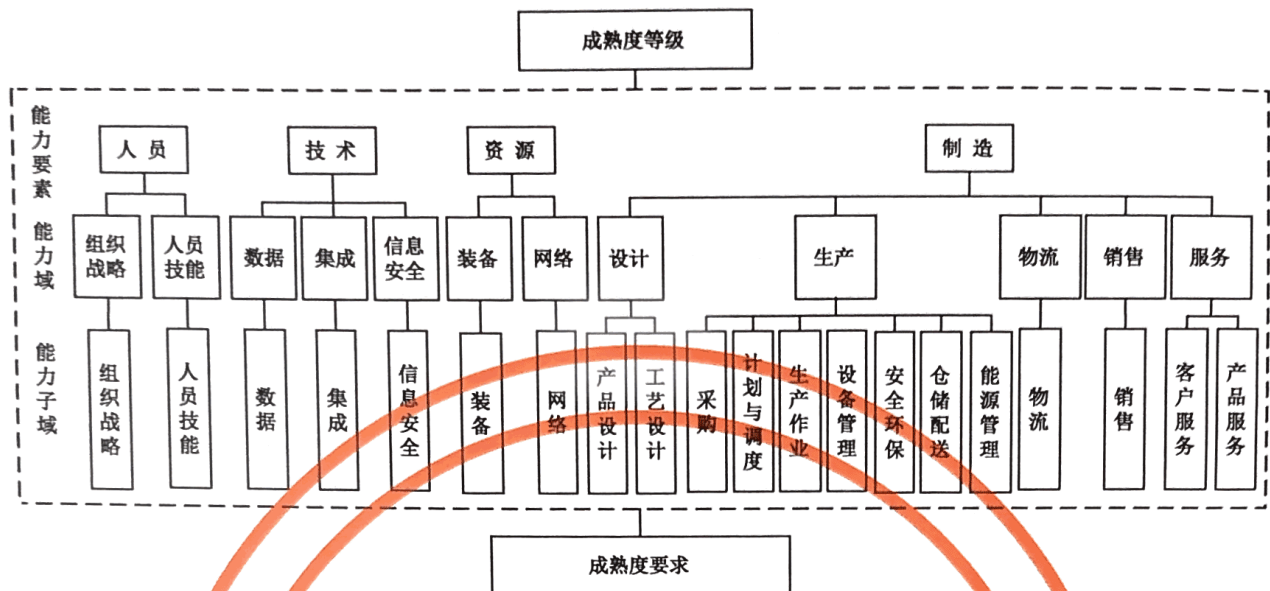 成熟度等级
能力要素
人员
技术
资源
制造
能力域
组织
战略
人员
技能
数据
集成
信息
安全
装备
网络
设计
生产
物流
销售
服务
能力子域
组织战略
人员技能
数据
集成
信息安全
装备
网络
产品设计
工艺设计
采购
计划与调度
生产作业
设备管理
安全环保
仓储配送
能源管理
物流
销售
客户服务
产品服务
成熟度要求